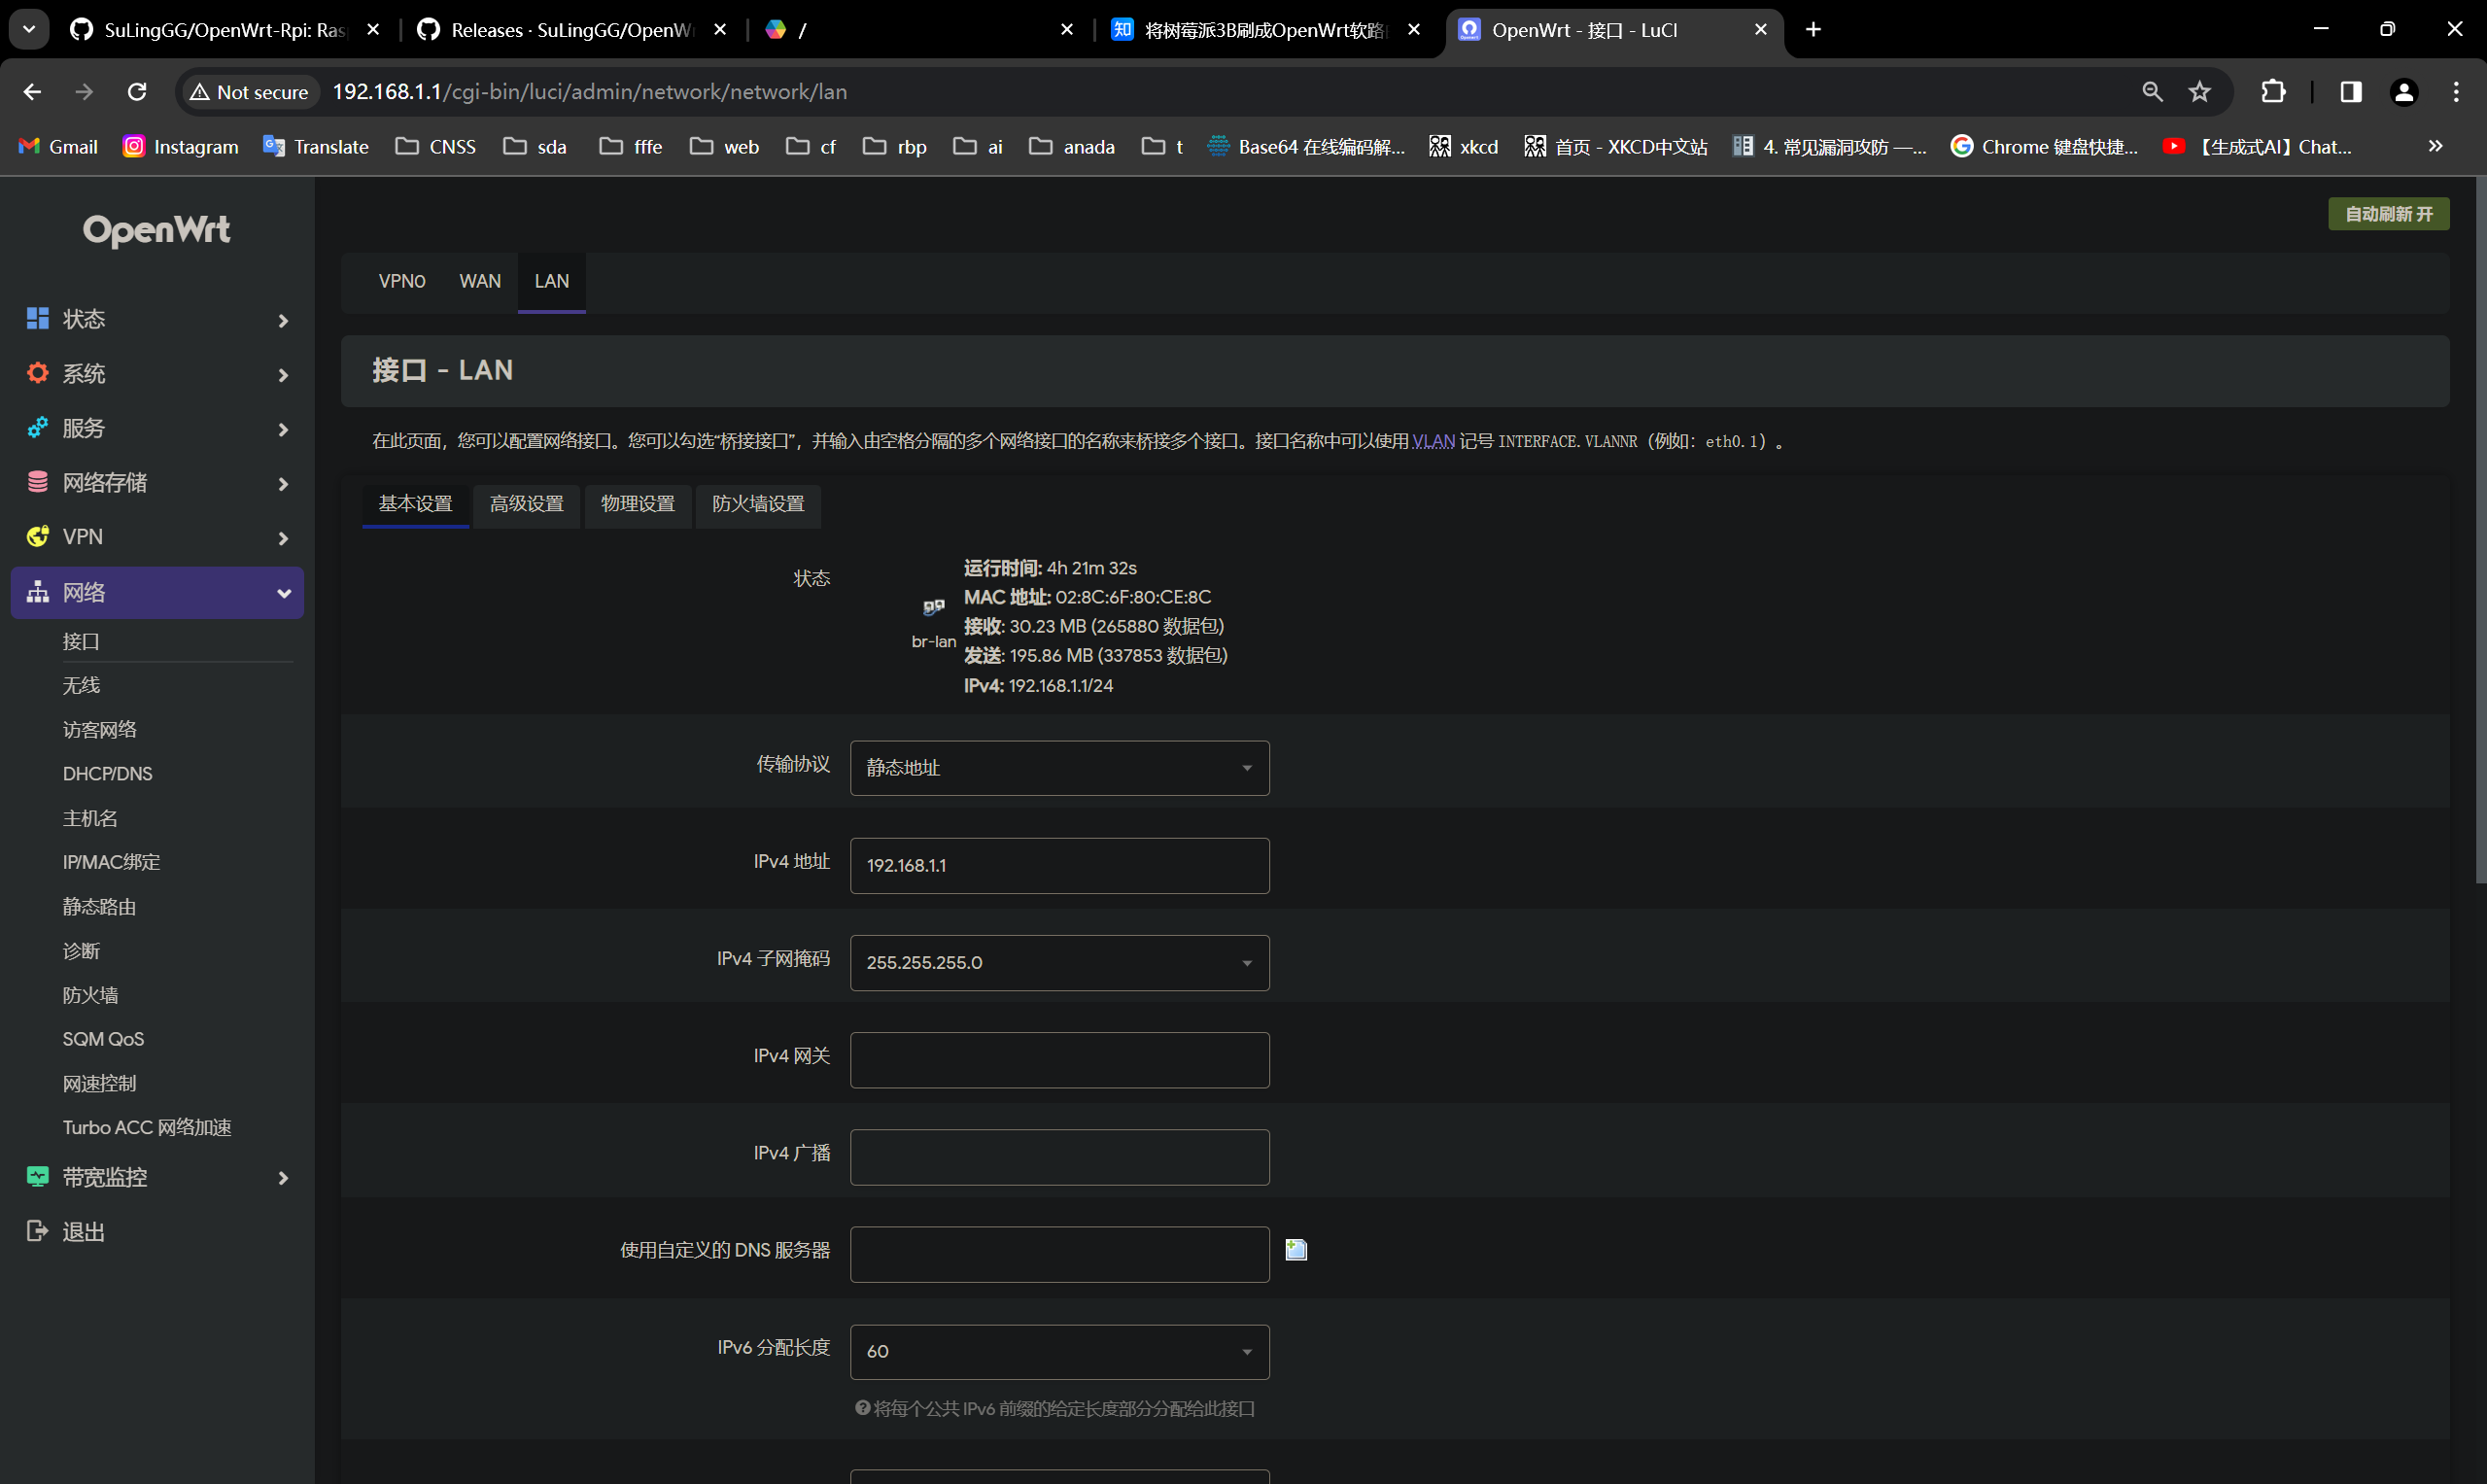 SuLingGG/OpenWrt-Rpi: Ras
Releases · SuLingGG/OpenW
/
知 将树莓派3B刷成OpenWrt软路
OpenWrt - 接口 - LuCI
Not secure
192.168.1.1/cgi-bin/luci/admin/network/network/lan
Gmail
Instagram
Translate
CNSS
sda
fffe
web
cf
rbp
ai
anada
t
Base64 在线编码解...
xkcd
首页 - XKCD中文站
4. 常见漏洞攻防 —...
Chrome 键盘快捷...
【生成式AI】Chat...
OpenWrt
状态
系统
服务
网络存储
VPN
网络
接口
无线
访客网络
DHCP/DNS
主机名
IP/MAC绑定
静态路由
诊断
防火墙
SQM QoS
网速控制
Turbo ACC 网络加速
带宽监控
退出
自动刷新 开
VPN0
WAN
LAN
接口 - LAN
在此页面，您可以配置网络接口。您可以勾选“桥接接口”，并输入由空格分隔的多个网络接口的名称来桥接多个接口。接口名称中可以使用 VLAN 记号 INTERFACE.VLANNR（例如：eth0.1）。
基本设置
高级设置
物理设置
防火墙设置
状态
br-lan
运行时间: 4h 21m 32s
MAC 地址: 02:8C:6F:80:CE:8C
接收: 30.23 MB (265880 数据包)
发送: 195.86 MB (337853 数据包)
IPv4: 192.168.1.1/24
传输协议
静态地址
IPv4 地址
192.168.1.1
IPv4 子网掩码
255.255.255.0
IPv4 网关
IPv4 广播
使用自定义的 DNS 服务器
IPv6 分配长度
60
将每个公共 IPv6 前缀的给定长度部分分配给此接口